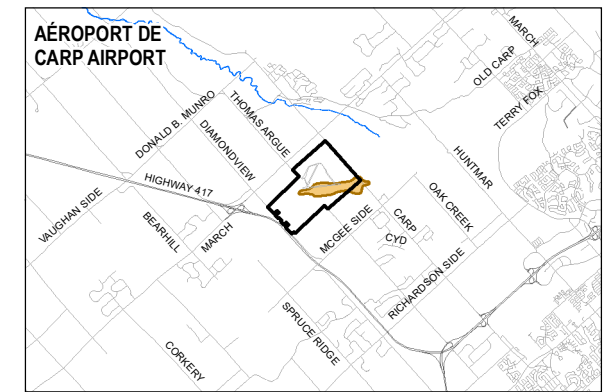 AÉROPORT DE
CARP AIRPORT
MARCH
OLD CARP
TERRY FOX
DONALD B. MUNRO
THOMAS ARGUE
DIAMONDVIEW
HUNTMAR
HIGHWAY 417
VAUGHAN SIDE
BEARHILL
MARCH
MCGEE SIDE
CARP
CYD
OAK CREEK
RICHARDSON SIDE
SPRUCE RIDGE
CORKERY